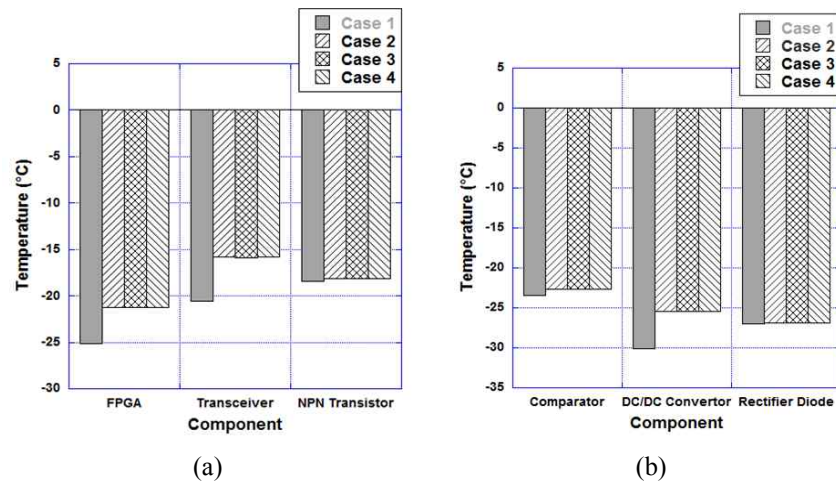 Case 1
Case 2
Case 3
Case 4
5
0
-5
-10
-15
-20
-25
-30
Temperature (°C)
FPGA Transceiver NPN Transistor
Component
(a)
Case 1
Case 2
Case 3
Case 4
5
0
-5
-10
-15
-20
-25
-30
-35
Temperature (°C)
Comparator DC/DC Convertor Rectifier Diode
Component
(b)